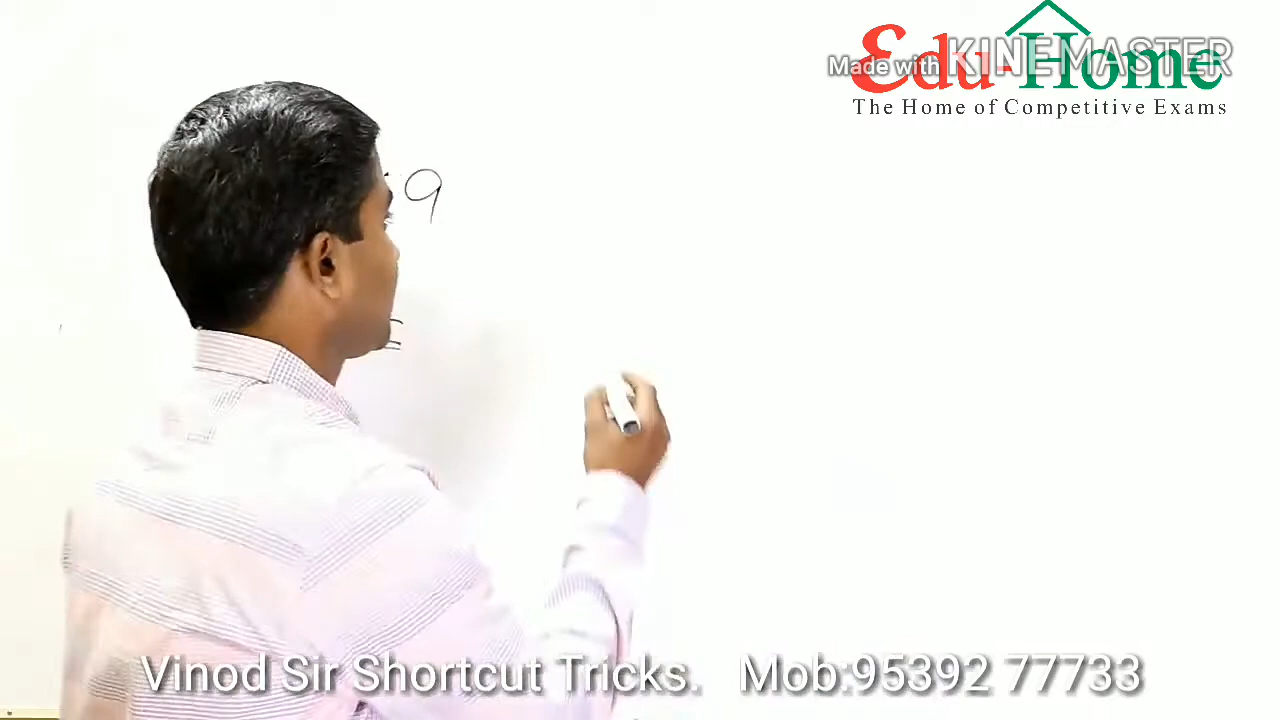 Edu-Home
Made with KINEMASTER
The Home of Competitive Exams
9
=
Vinod Sir Shortcut Tricks. Mob:95392 77733